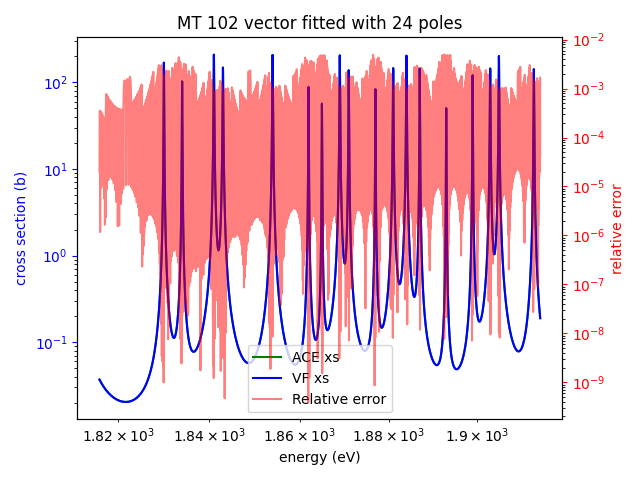 MT 102 vector fitted with 24 poles
cross section (b)
10²
10¹
10⁰
10⁻¹
10⁻²
10⁻³
10⁻⁴
10⁻⁵
10⁻⁶
10⁻⁷
10⁻⁸
10⁻⁹
relative error
ACE xs
VF xs
Relative error
1.82 × 10³ 1.84 × 10³ 1.86 × 10³ 1.88 × 10³ 1.9 × 10³
energy (eV)